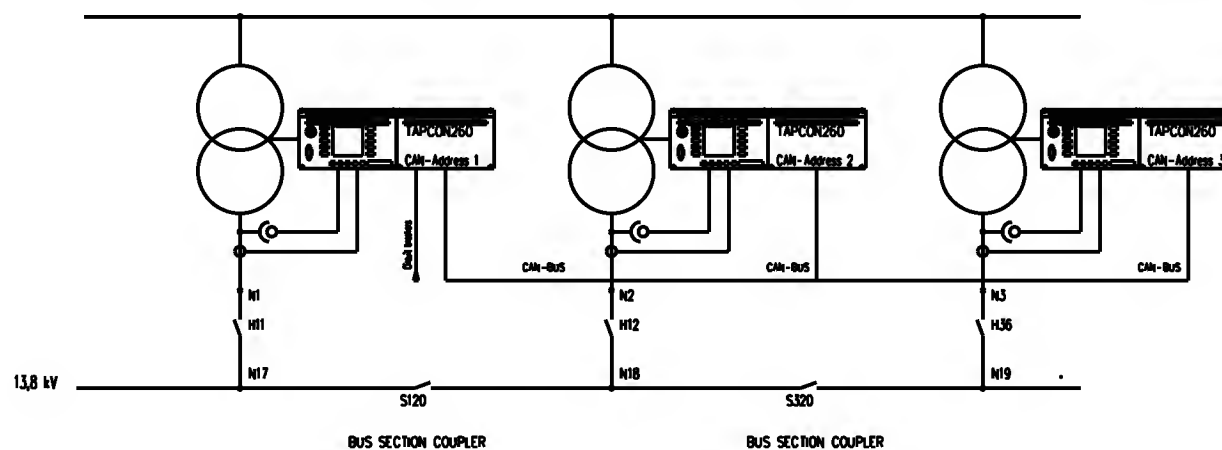 TAPCON260
CAN-Address 1
TAPCON260
CAN-Address 2
TAPCON260
CAN-Address 3
CAN-BUS
CAN-BUS
CAN-BUS
N1
N2
N3
H11
H12
H36
N17
N18
N19
13,8 kV
S120
S320
BUS SECTION COUPLER
BUS SECTION COUPLER